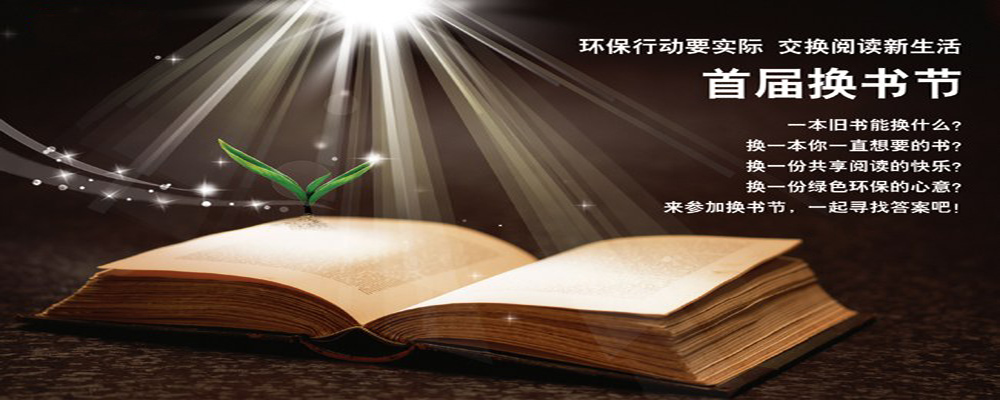 环保行动要实际 交换阅读新生活
首届换书节
一本旧书能换什么?
换一本你一直想要的书?
换一份共享阅读的快乐?
换一份绿色环保的心意?
来参加换书节，一起寻找答案吧!